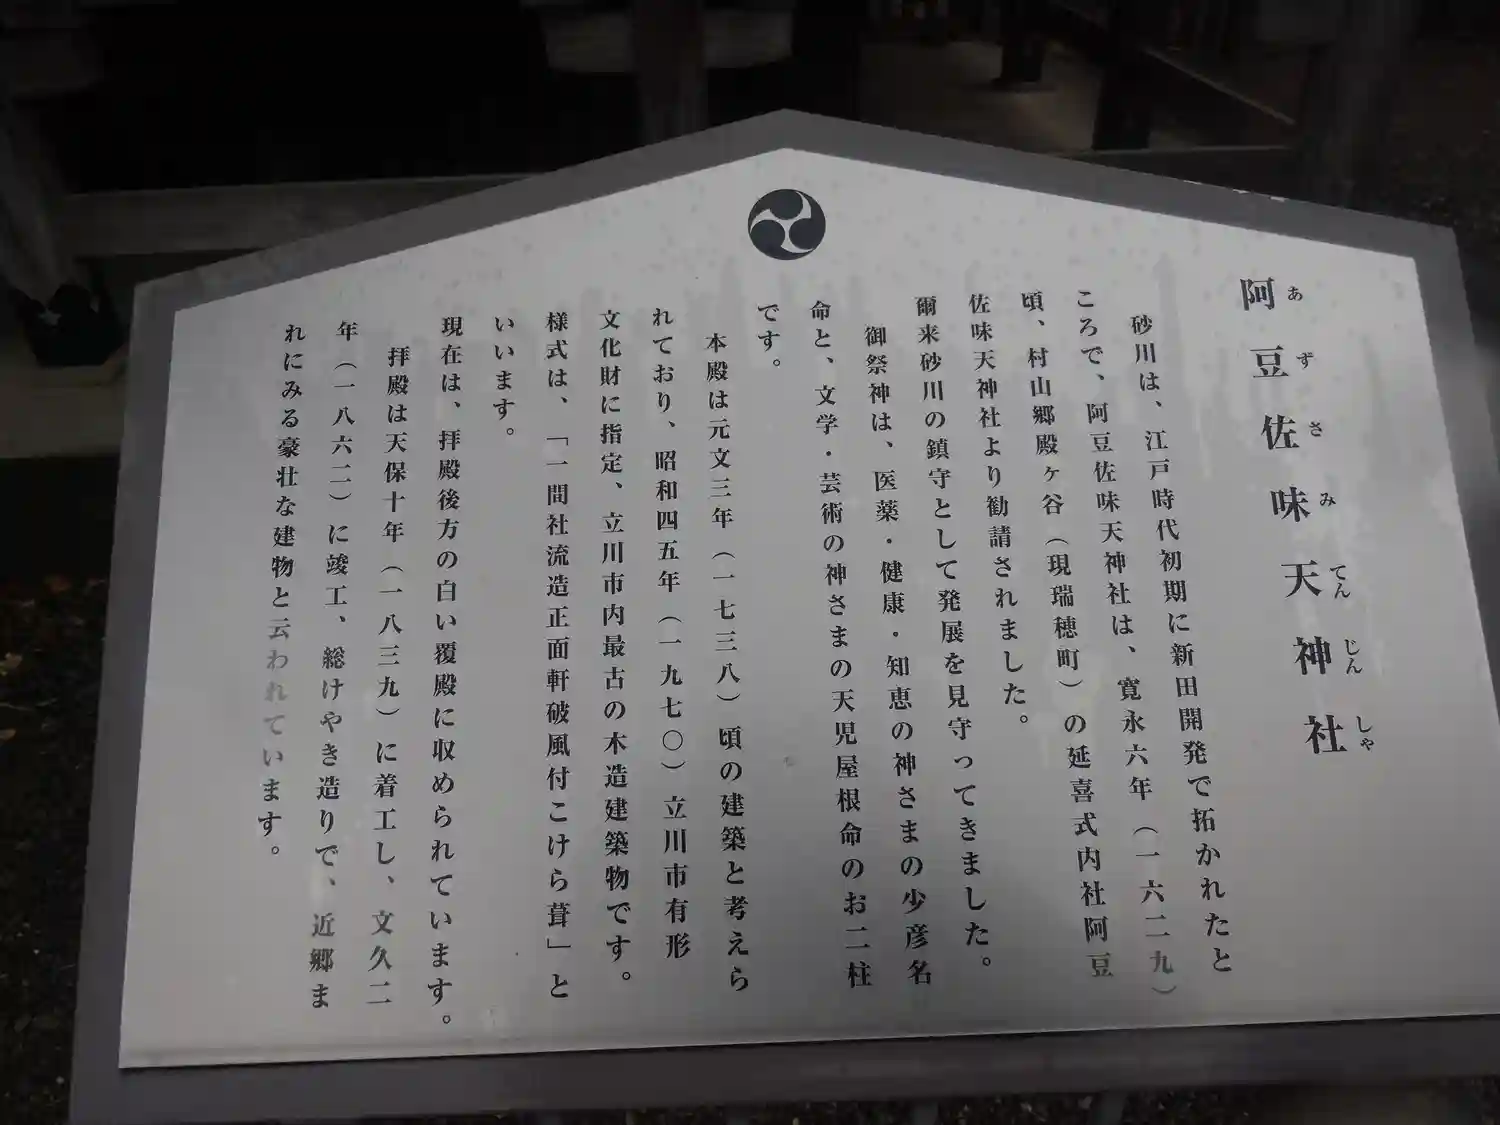 阿豆佐味天神社
あずさみてんじんしゃ
砂川は、江戸時代初期に新田開発で拓かれたと
ころで、阿豆佐味天神社は、寛永六年（一六二九）
頃、村山郷殿ヶ谷（現瑞穂町）の延喜式内社阿豆
佐味天神社より勧請されました。
爾来砂川の鎮守として発展を見守ってきました。
御祭神は、医薬・健康・知恵の神さまの少彦名
命と、文学・芸術の神さまの天児屋根命のお二柱
です。
本殿は元文三年（一七三八）頃の建築と考えら
れており、昭和四五年（一九七〇）立川市有形
文化財に指定、立川市内最古の木造建築物です。
様式は、「一間社流造正面軒破風付こけら葺」と
いいます。
現在は、拝殿後方の白い覆殿に収められています。
拝殿は天保十年（一八三九）に着工し、文久二
年（一八六二）に竣工、総けやき造りで、近郷ま
れにみる豪壮な建物と云われています。